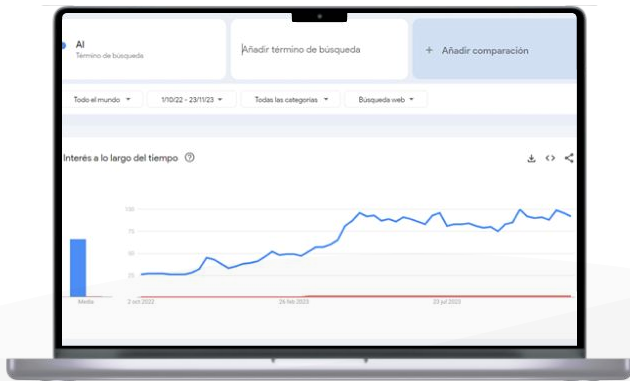 AI
Término de búsqueda
Añadir término de búsqueda
+ Añadir comparación
Todo el mundo
1/10/22 - 23/11/23
Todas las categorías
Búsqueda web
Interés a lo largo del tiempo
100
75
50
25
Media
2 oct 2022
26 feb 2023
23 jul 2023